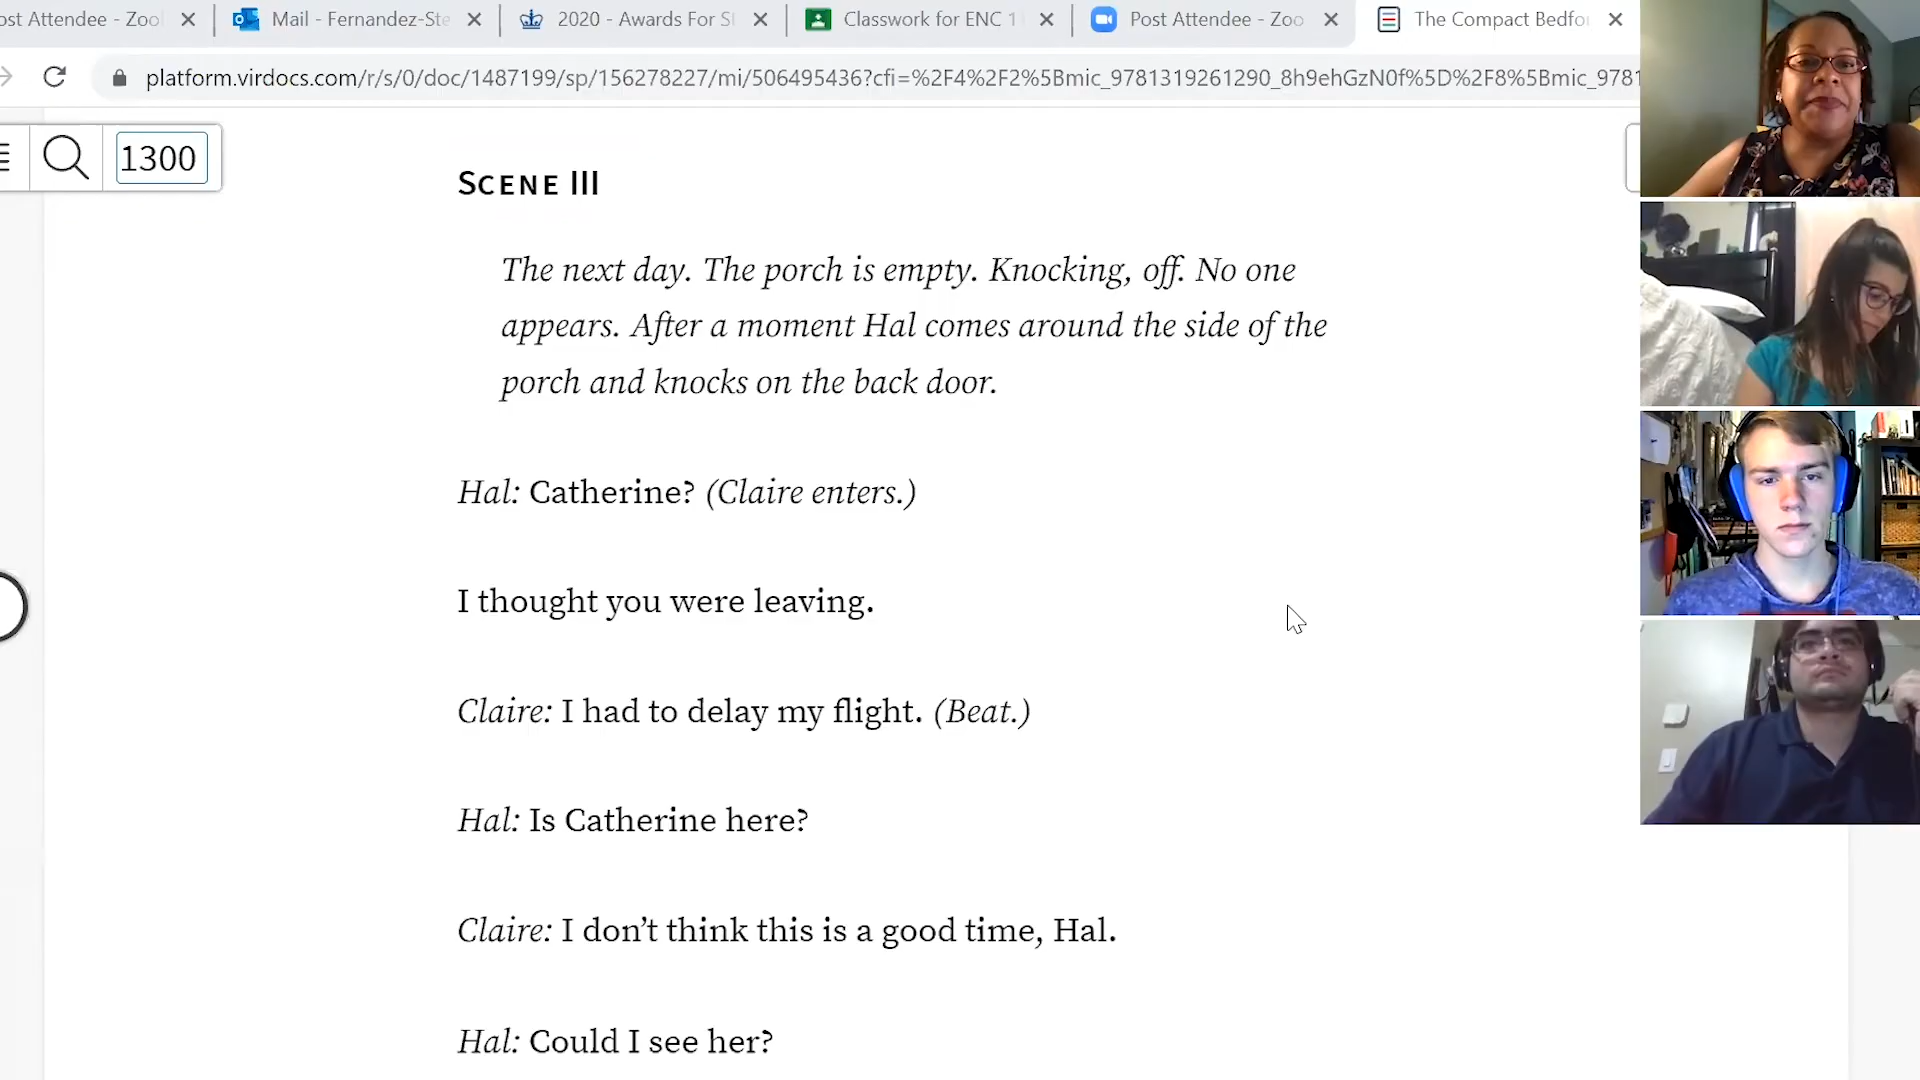 ost Attendee - Zoo
Mail - Fernandez-Ste
2020 - Awards For St
Classwork for ENC 1
Post Attendee - Zoo
The Compact Bedfo
platform.virdocs.com/r/s/0/doc/1487199/sp/156278227/mi/506495436?cfi=%2F4%2F2%5Bmic_9781319261290_8h9ehGzN0f%5D%2F8%5Bmic_9781
1300
SCENE III
The next day. The porch is empty. Knocking, off. No one
appears. After a moment Hal comes around the side of the
porch and knocks on the back door.
Hal: Catherine? (Claire enters.)
I thought you were leaving.
Claire: I had to delay my flight. (Beat.)
Hal: Is Catherine here?
Claire: I don’t think this is a good time, Hal.
Hal: Could I see her?